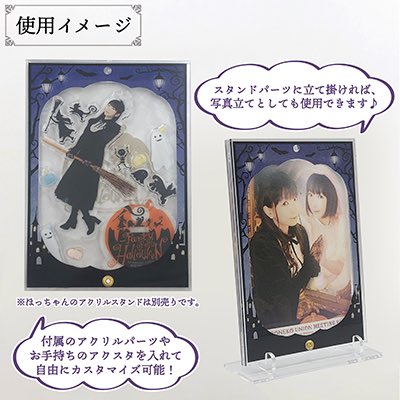 使用イメージ
スタンドパーツに立て掛ければ、
写真立てとしても使用できます♪
Happy
Halloween
※ほっちゃんのアクリルスタンドは別売りです。
NONEKO UNION MEETING
付属のアクリルパーツや
お手持ちのアクスタを入れて
自由にカスタマイズ可能！